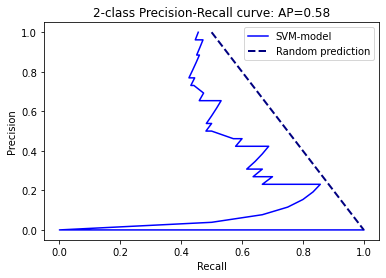 2-class Precision-Recall curve: AP=0.58
SVM-model
Random prediction
Precision
1.0
0.8
0.6
0.4
0.2
0.0
0.0 0.2 0.4 0.6 0.8 1.0
Recall